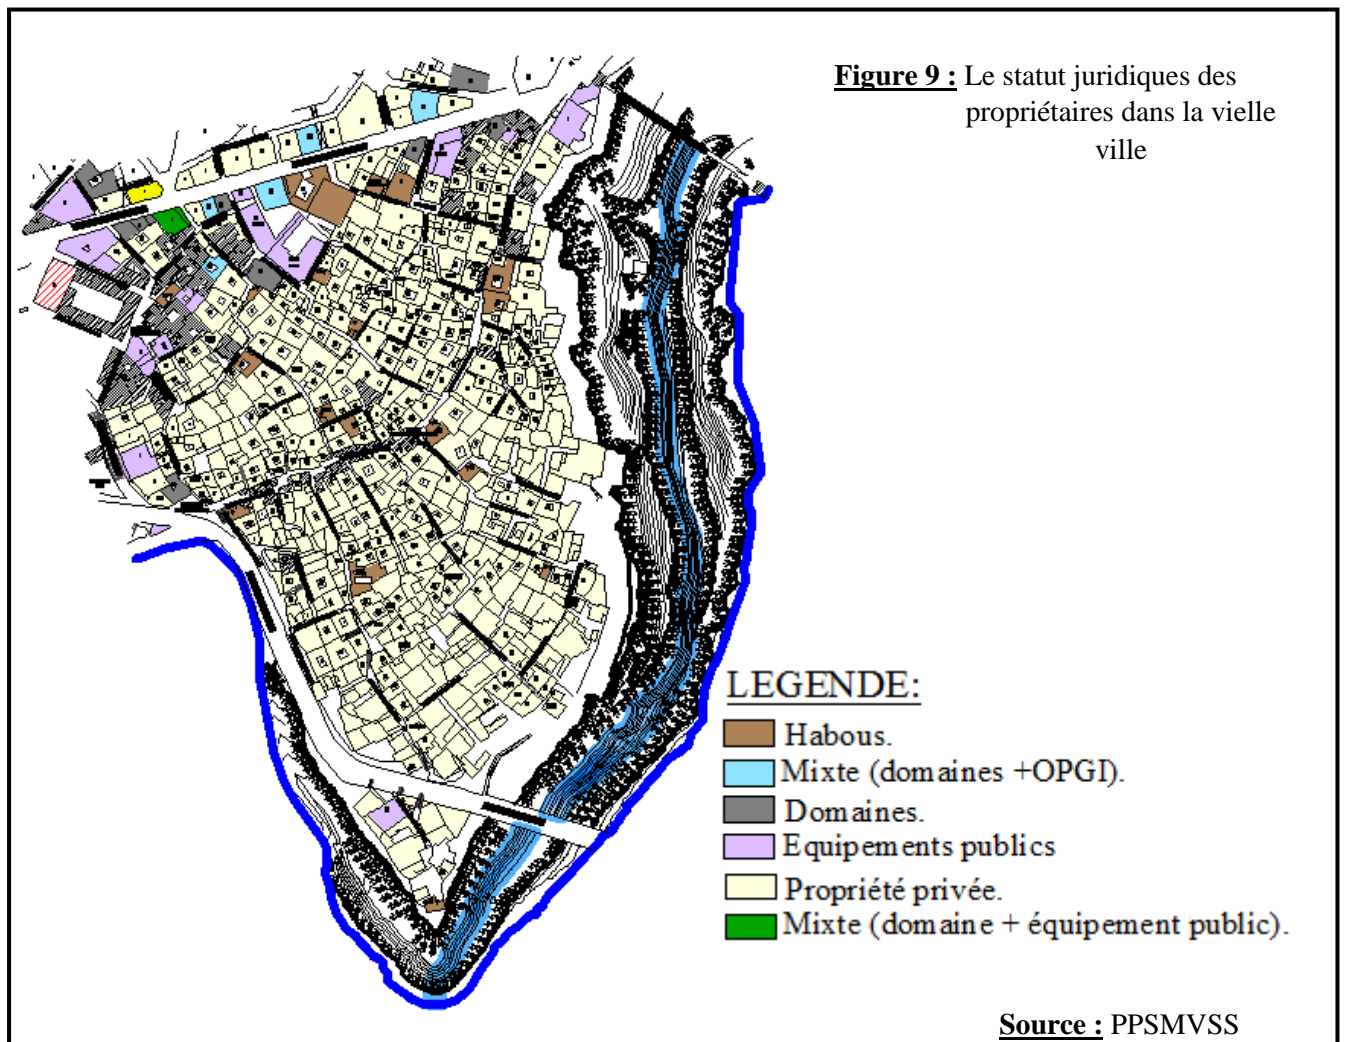 Figure 9 : Le statut juridiques des
propriétaires dans la vielle
ville
LEGENDE:
Habous.
Mixte (domaines +OPGI).
Domaines.
Equipements publics
Propriété privée.
Mixte (domaine + équipement public).
Source : PPSMVSS